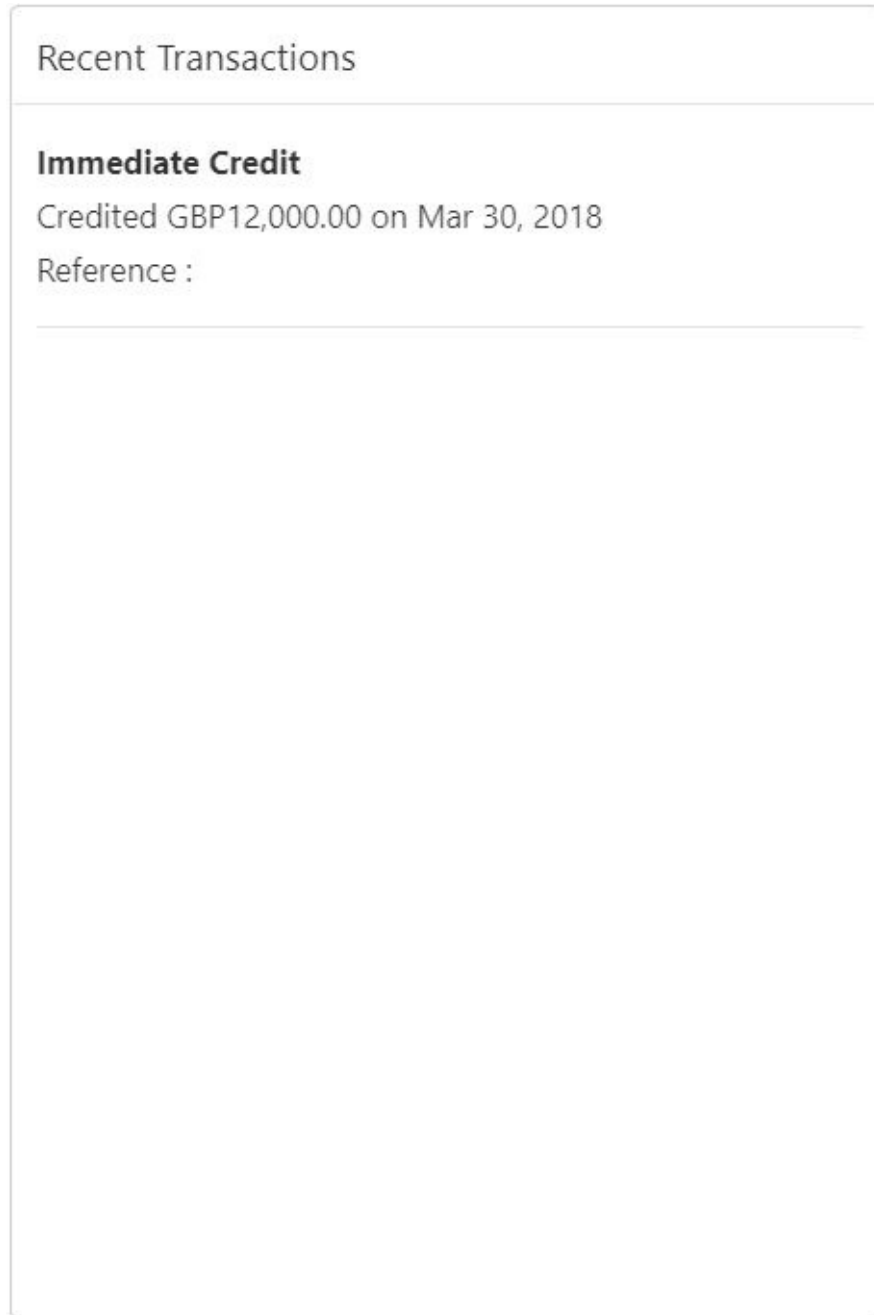 Recent Transactions
Immediate Credit
Credited GBP12,000.00 on Mar 30, 2018
Reference :